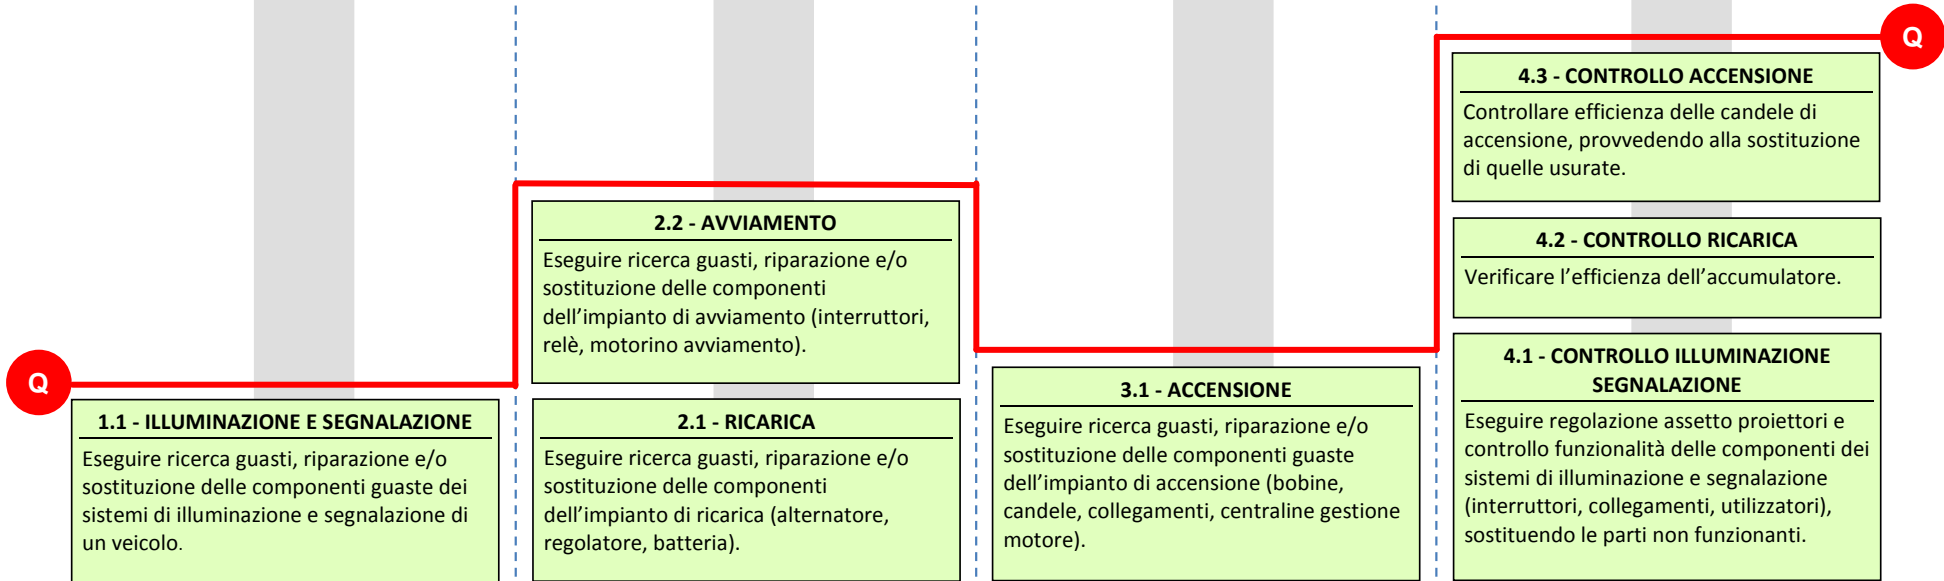 Q
1.1 - ILLUMINAZIONE E SEGNALAZIONE
Eseguire ricerca guasti, riparazione e/o
sostituzione delle componenti guaste dei
sistemi di illuminazione e segnalazione di
un veicolo.
2.2 - AVVIAMENTO
Eseguire ricerca guasti, riparazione e/o
sostituzione delle componenti
dell’impianto di avviamento (interruttori,
relè, motorino avviamento).
2.1 - RICARICA
Eseguire ricerca guasti, riparazione e/o
sostituzione delle componenti
dell’impianto di ricarica (alternatore,
regolatore, batteria).
3.1 - ACCENSIONE
Eseguire ricerca guasti, riparazione e/o
sostituzione delle componenti guaste
dell’impianto di accensione (bobine,
candele, collegamenti, centraline gestione
motore).
4.3 - CONTROLLO ACCENSIONE
Controllare efficienza delle candele di
accensione, provvedendo alla sostituzione
di quelle usurate.
4.2 - CONTROLLO RICARICA
Verificare l’efficienza dell’accumulatore.
4.1 - CONTROLLO ILLUMINAZIONE
SEGNALAZIONE
Eseguire regolazione assetto proiettori e
controllo funzionalità delle componenti dei
sistemi di illuminazione e segnalazione
(interruttori, collegamenti, utilizzatori),
sostituendo le parti non funzionanti.
Q